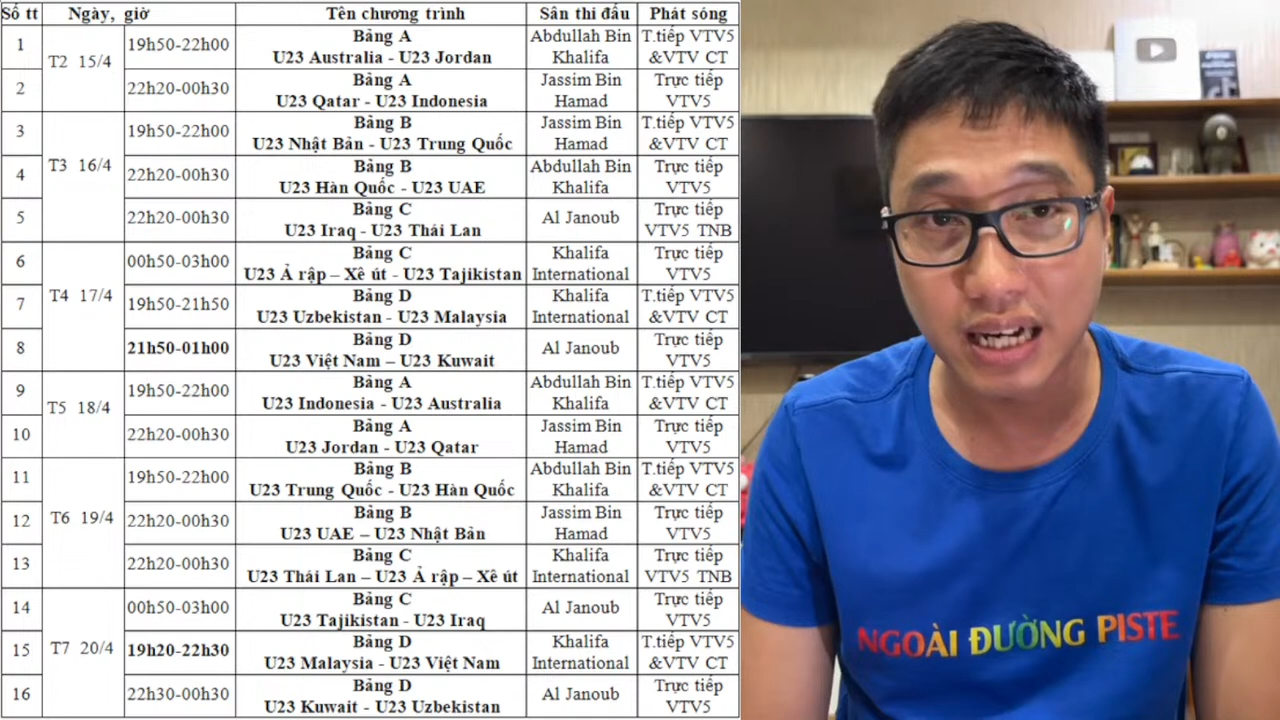 Số tt Ngày, giờ Tên chương trình Sân thi đấu Phát sóng
1 T2 15/4 19h50-22h00 Bảng A Abdullah Bin T.tiếp VTV5
U23 Australia - U23 Jordan Khalifa &VTV CT
2 22h20-00h30 Bảng A Jassim Bin Trực tiếp
U23 Qatar - U23 Indonesia Hamad VTV5
3 T3 16/4 19h50-22h00 Bảng B Jassim Bin T.tiếp VTV5
U23 Nhật Bản - U23 Trung Quốc Hamad &VTV CT
4 22h20-00h30 Bảng B Abdullah Bin Trực tiếp
U23 Hàn Quốc - U23 UAE Khalifa VTV5
5 22h20-00h30 Bảng C Al Janoub Trực tiếp
U23 Iraq - U23 Thái Lan VTV5 TNB
6 T4 17/4 00h50-03h00 Bảng C Khalifa Trực tiếp
U23 Ả rập – Xê út - U23 Tajikistan International VTV5
7 19h50-21h50 Bảng D Khalifa T.tiếp VTV5
U23 Uzbekistan - U23 Malaysia International &VTV CT
8 21h50-01h00 Bảng D Al Janoub Trực tiếp
U23 Việt Nam – U23 Kuwait VTV5
9 T5 18/4 19h50-22h00 Bảng A Abdullah Bin T.tiếp VTV5
U23 Indonesia - U23 Australia Khalifa &VTV CT
10 22h20-00h30 Bảng A Jassim Bin Trực tiếp
U23 Jordan - U23 Qatar Hamad VTV5
11 T6 19/4 19h50-22h00 Bảng B Abdullah Bin T.tiếp VTV5
U23 Trung Quốc - U23 Hàn Quốc Khalifa &VTV CT
12 22h20-00h30 Bảng B Jassim Bin Trực tiếp
U23 UAE – U23 Nhật Bản Hamad VTV5
13 22h20-00h30 Bảng C Khalifa Trực tiếp
U23 Thái Lan – U23 Ả rập – Xê út International VTV5 TNB
14 T7 20/4 00h50-03h00 Bảng C Al Janoub Trực tiếp
U23 Tajikistan - U23 Iraq VTV5
15 19h20-22h30 Bảng D Khalifa T.tiếp VTV5
U23 Malaysia - U23 Việt Nam International &VTV CT
16 22h30-00h30 Bảng D Al Janoub Trực tiếp
U23 Kuwait - U23 Uzbekistan VTV5
NGOÀI ĐƯỜNG PISTE